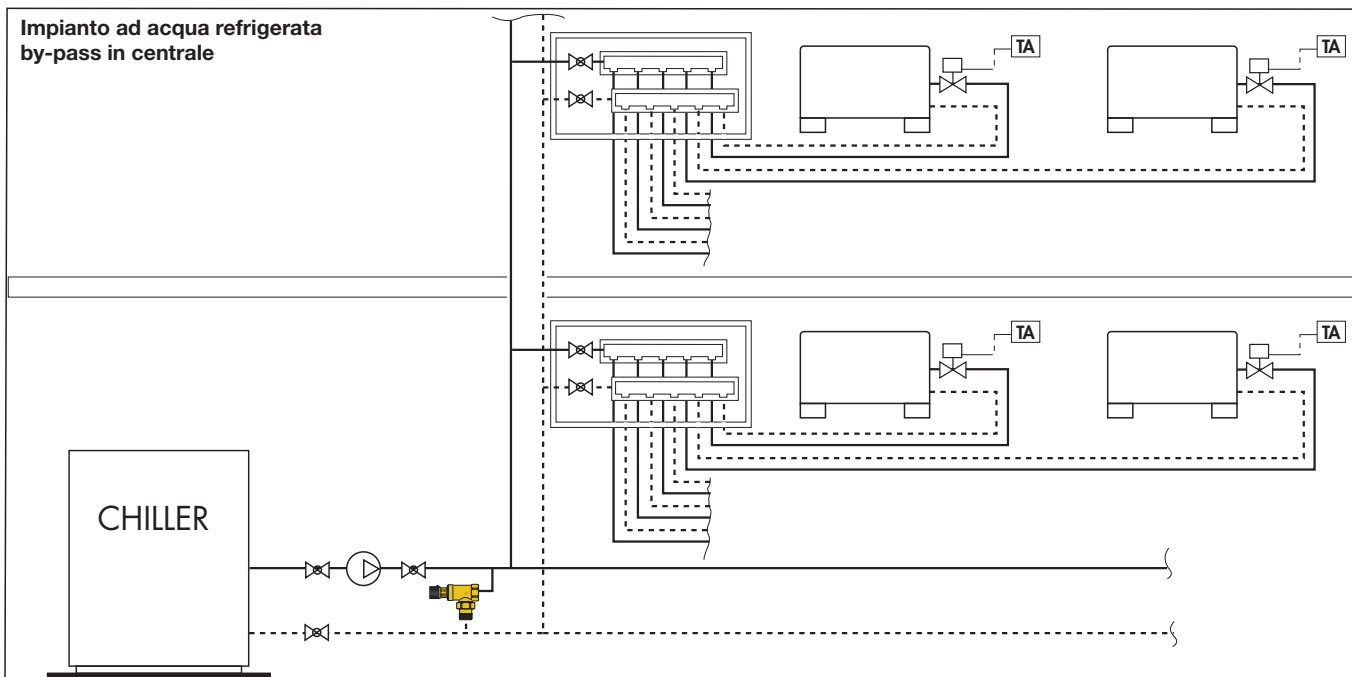 Impianto ad acqua refrigerata
by-pass in centrale
TA
TA
TA
TA
CHILLER